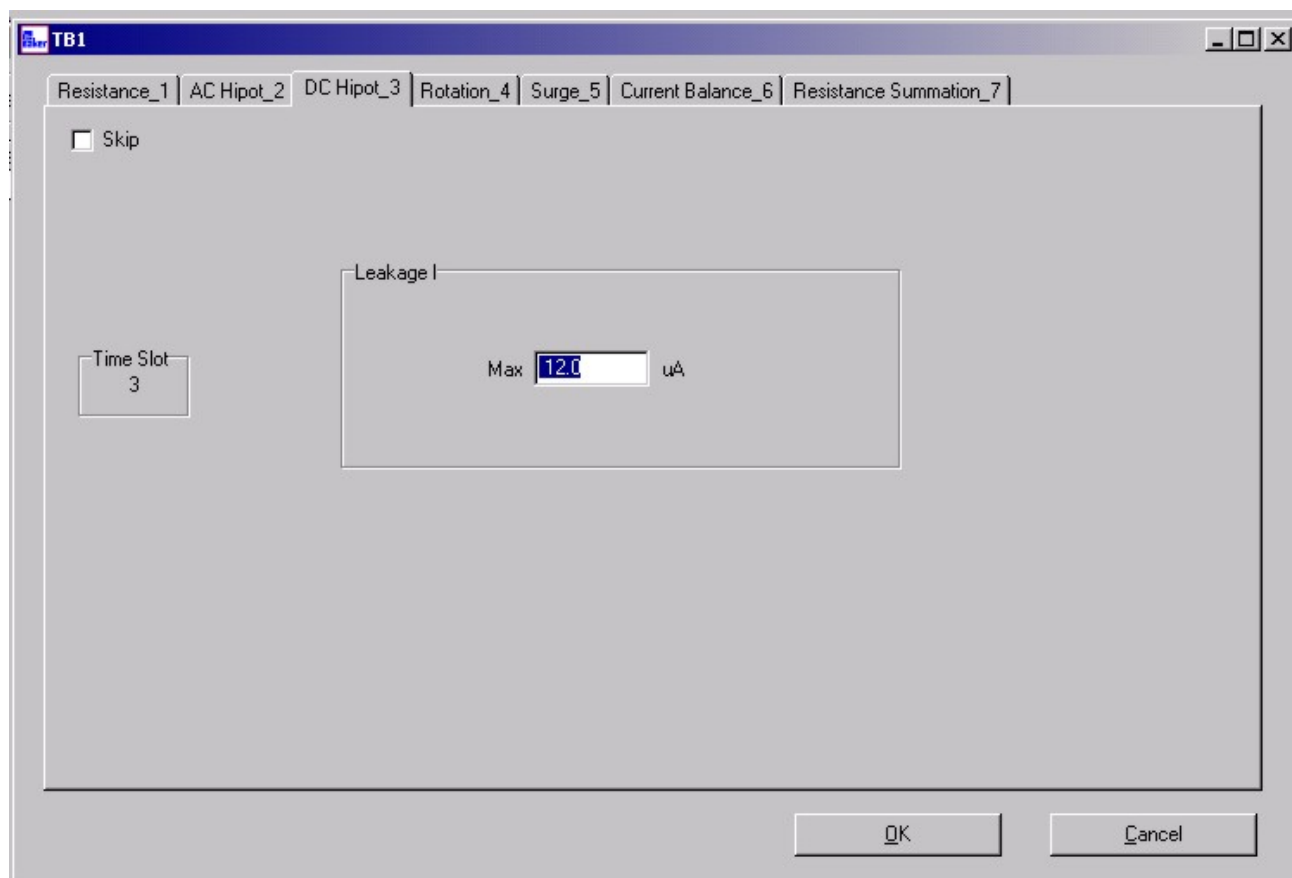 TB1
Resistance_1 AC Hipot_2 DC Hipot_3 Rotation_4 Surge_5 Current Balance_6 Resistance Summation_7
Skip
Leakage I
Time Slot
3
Max 12.0 uA
OK Cancel